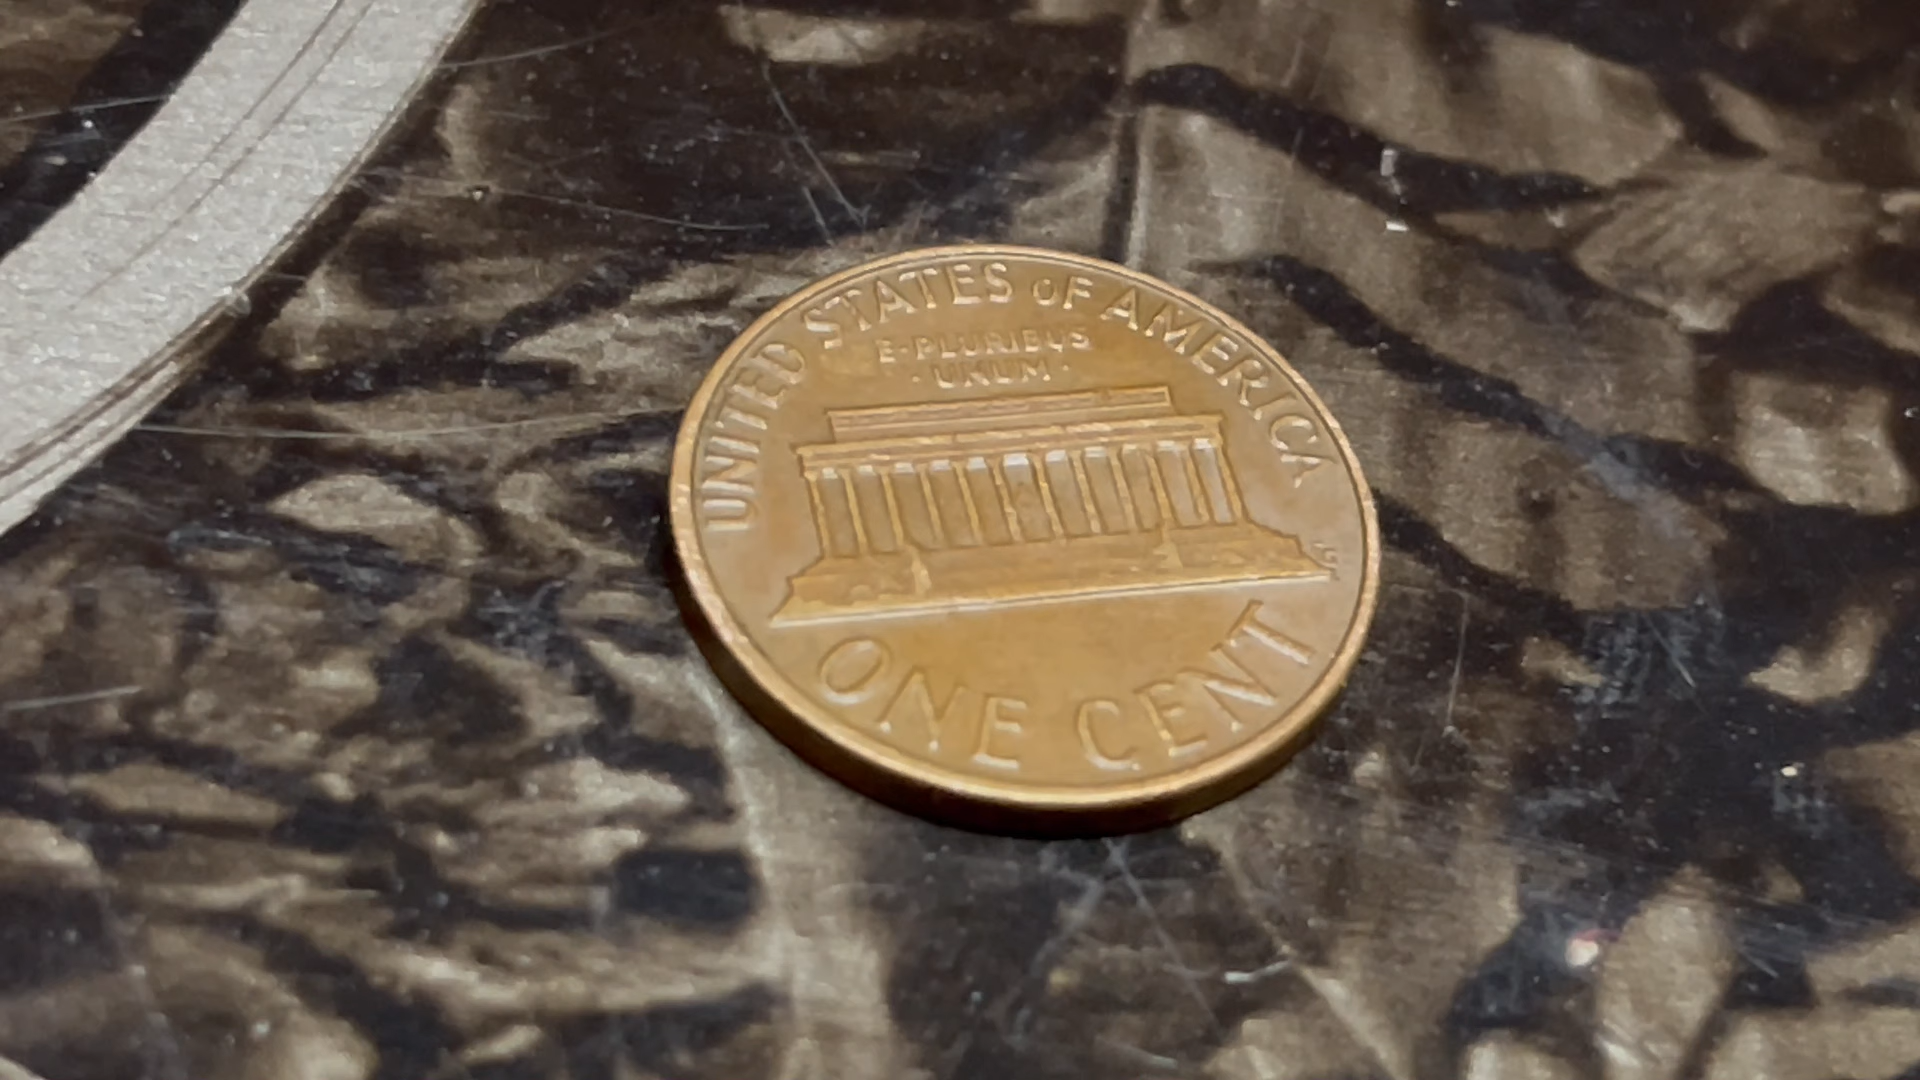 UNITED STATES OF AMERICA
E·PLURIBUS
·UNUM·
ONE CENT